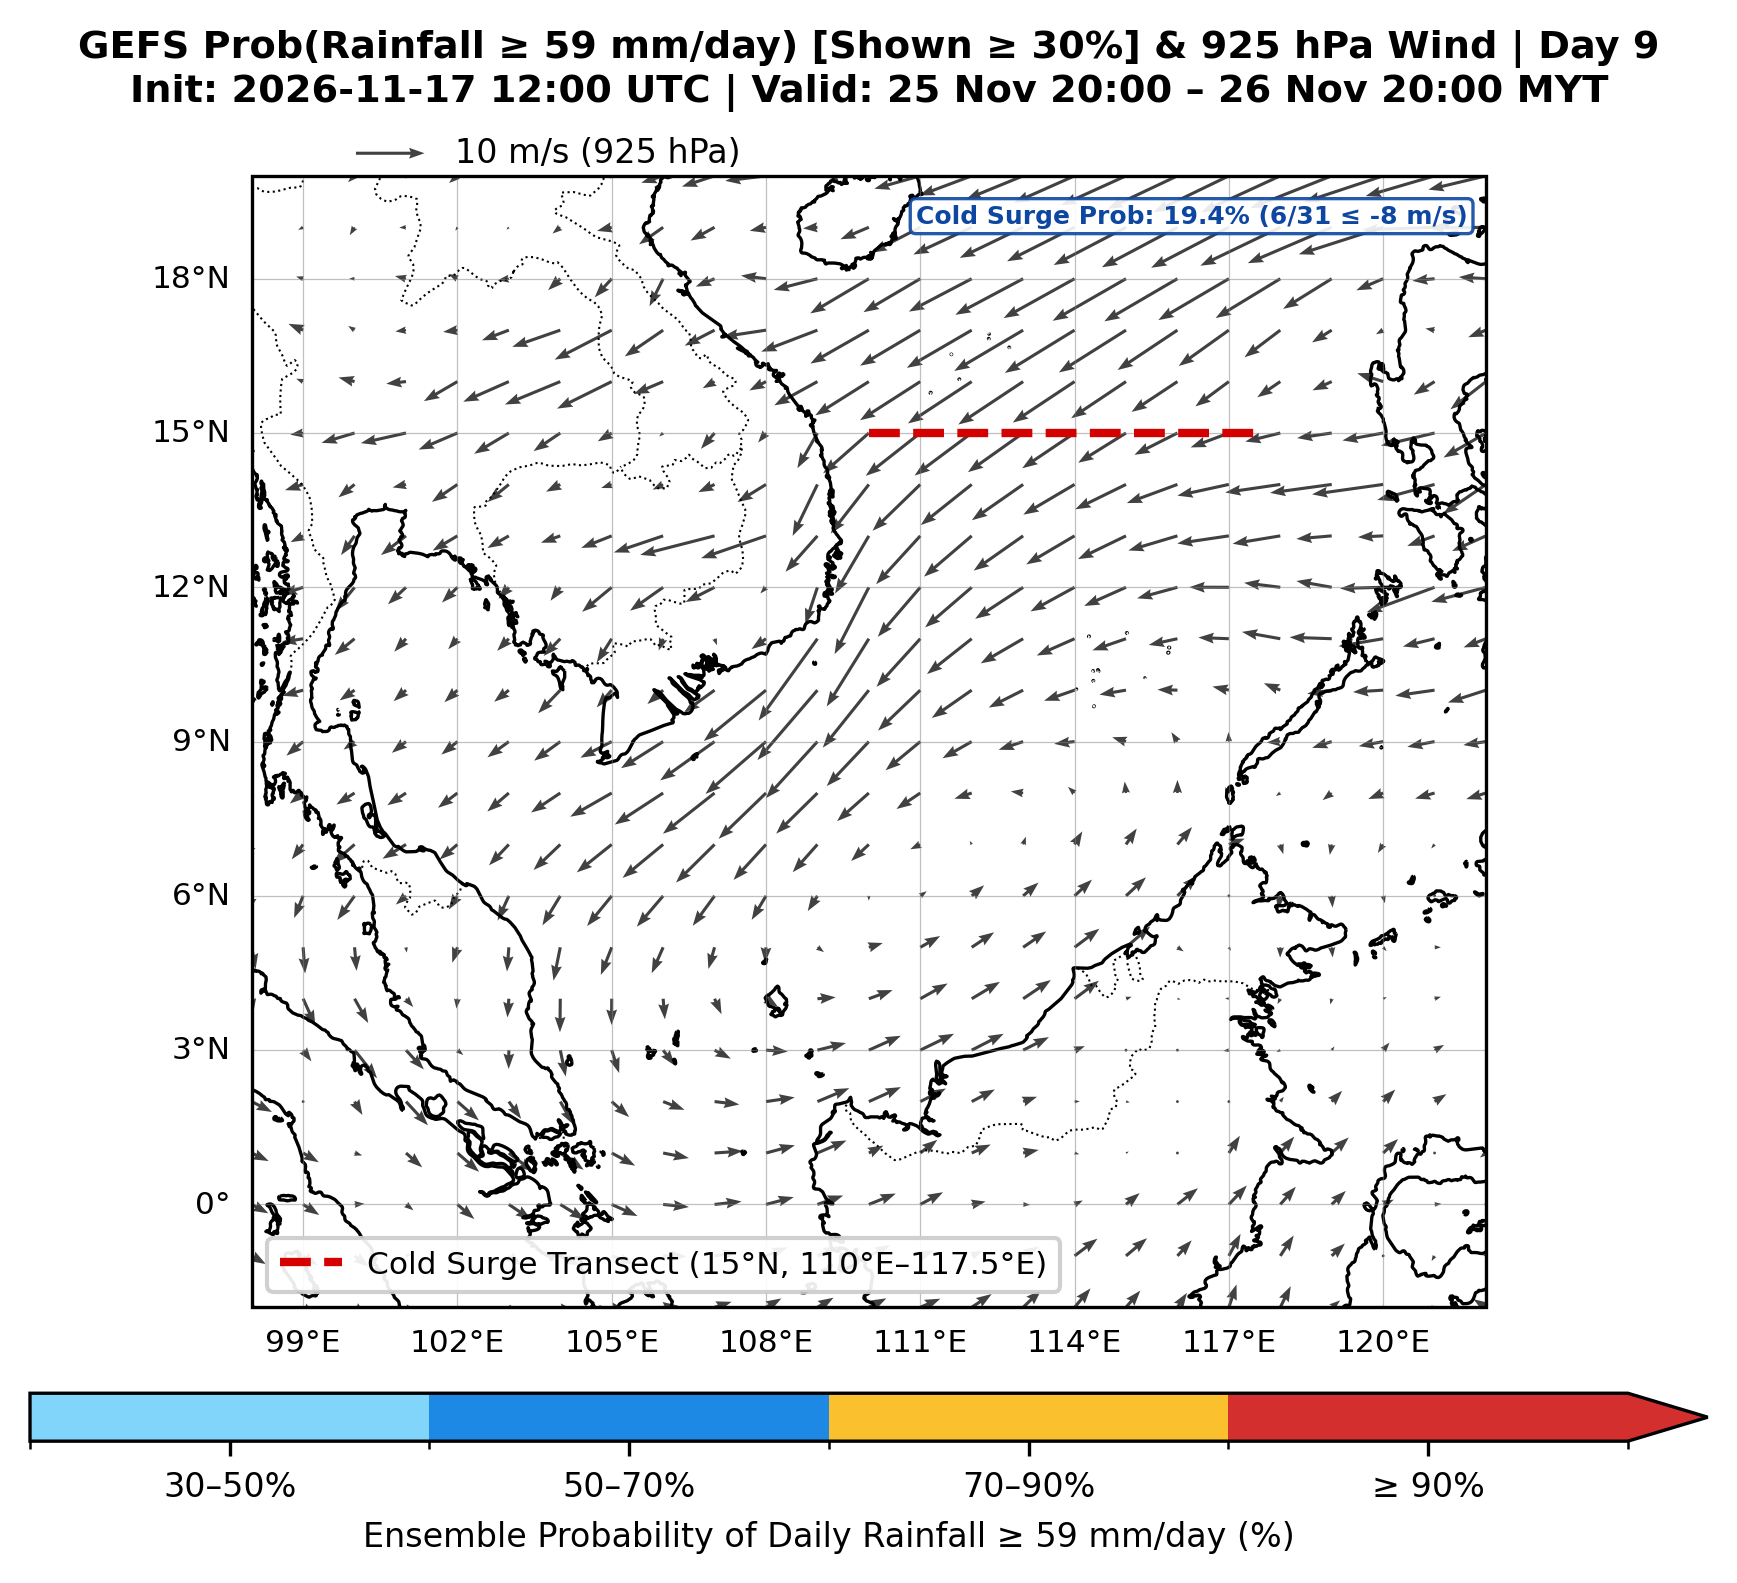 GEFS Prob(Rainfall ≥ 59 mm/day) [Shown ≥ 30%] & 925 hPa Wind | Day 9
Init: 2026-11-17 12:00 UTC | Valid: 25 Nov 20:00 – 26 Nov 20:00 MYT
10 m/s (925 hPa)
Cold Surge Prob: 19.4% (6/31 ≤ -8 m/s)
18°N
15°N
12°N
9°N
6°N
3°N
0°
Cold Surge Transect (15°N, 110°E–117.5°E)
99°E 102°E 105°E 108°E 111°E 114°E 117°E 120°E
30–50% 50–70% 70–90% ≥ 90%
Ensemble Probability of Daily Rainfall ≥ 59 mm/day (%)